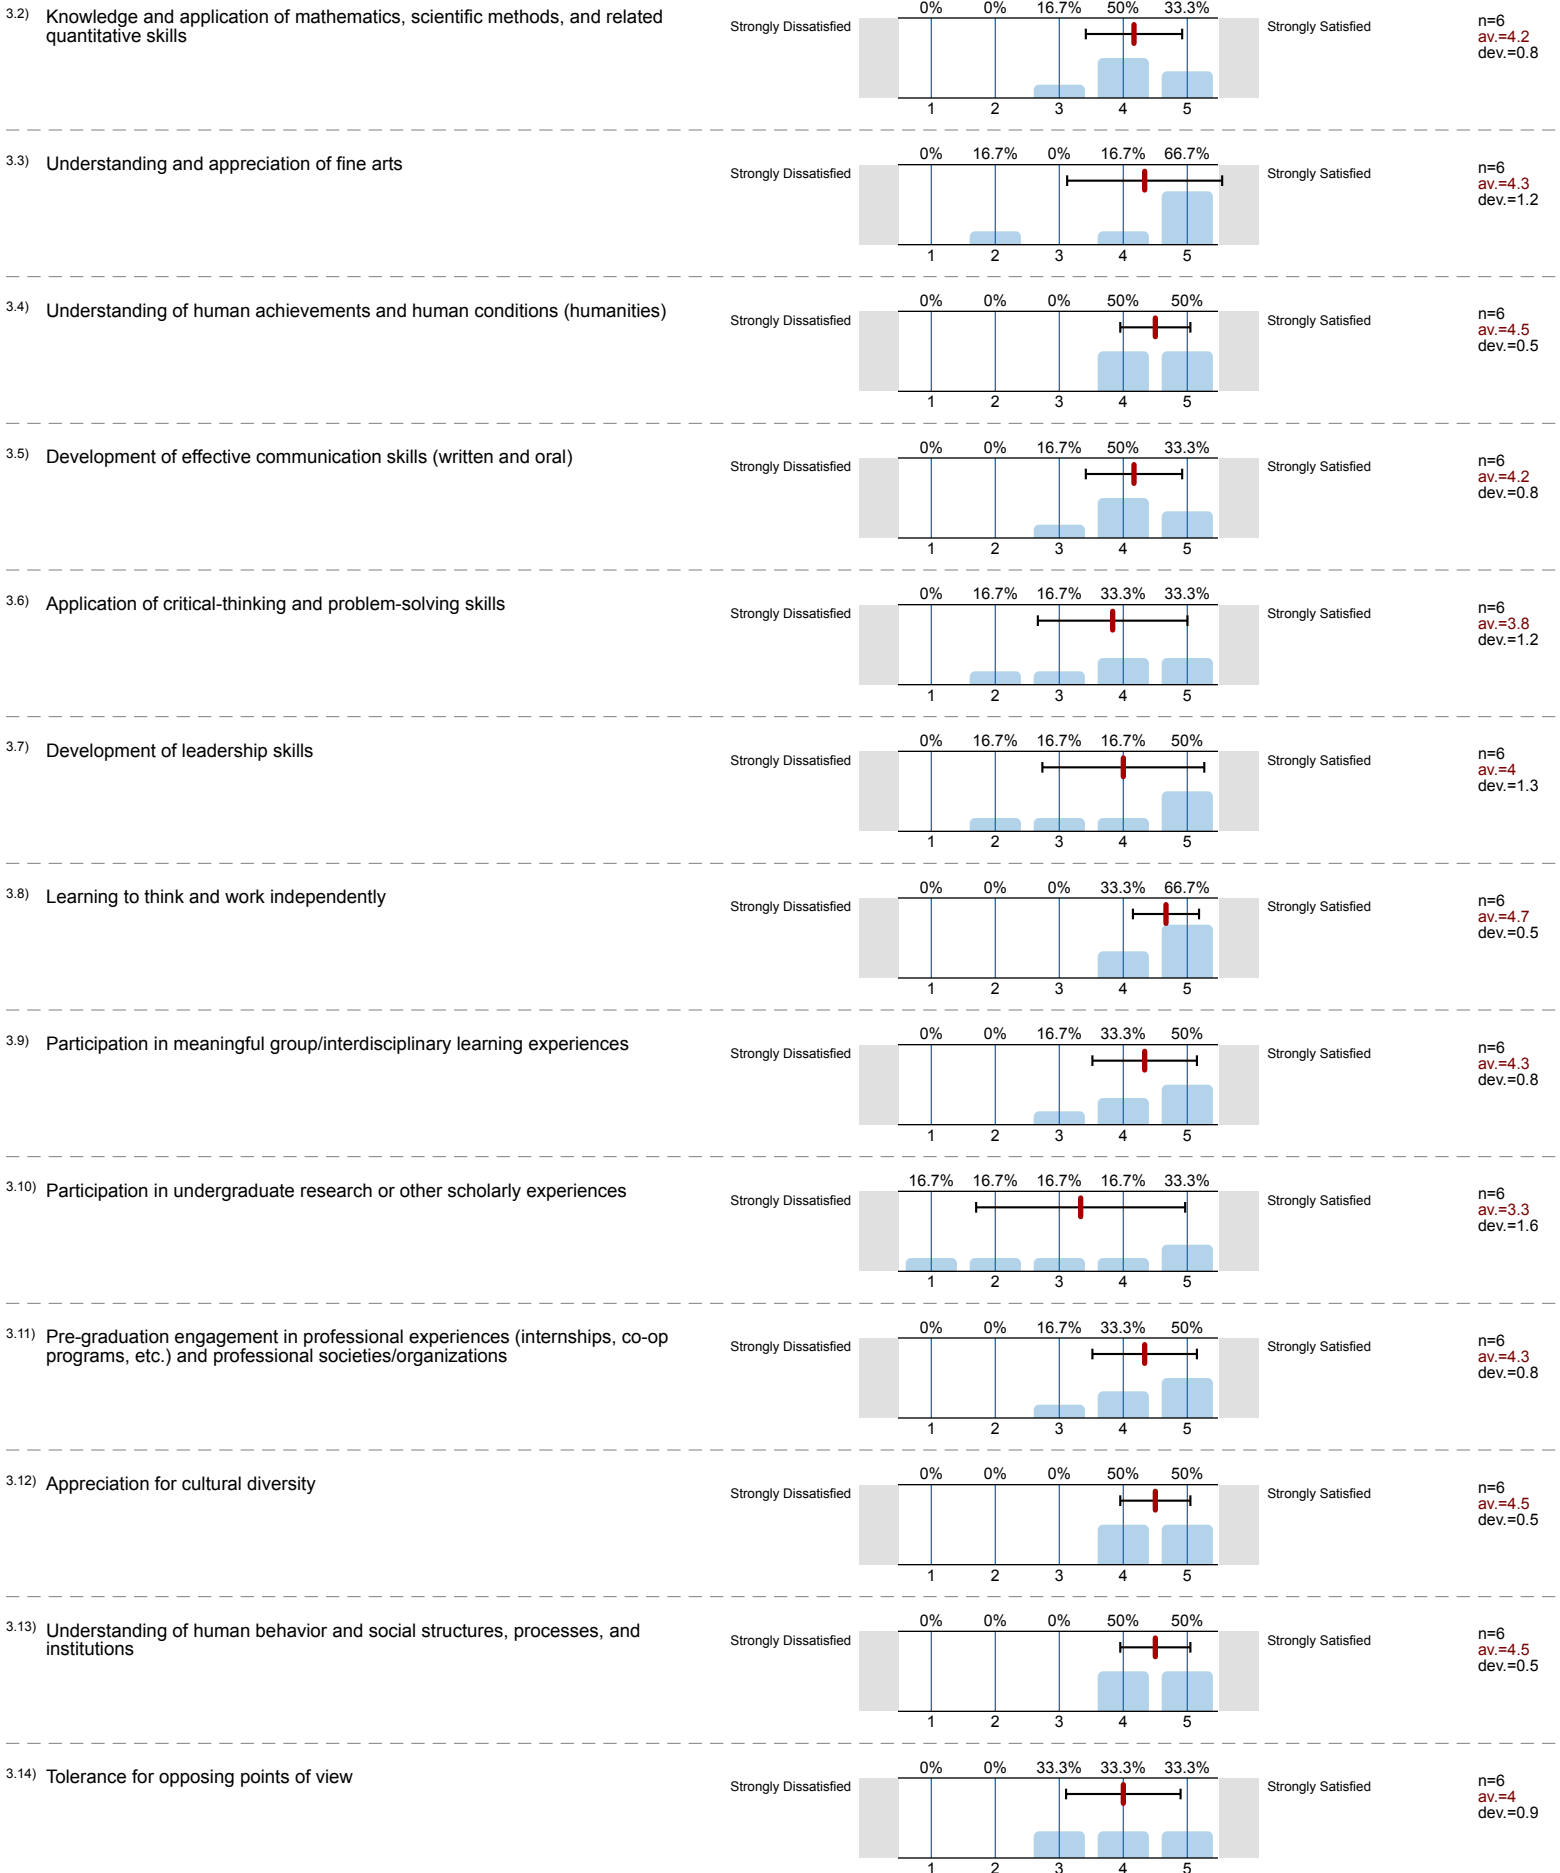 3.2) Knowledge and application of mathematics, scientific methods, and related
quantitative skills
Strongly Dissatisfied
0% 0% 16.7% 50% 33.3%
1 2 3 4 5
Strongly Satisfied
n=6
av.=4.2
dev.=0.8
3.3) Understanding and appreciation of fine arts
Strongly Dissatisfied
0% 16.7% 0% 16.7% 66.7%
1 2 3 4 5
Strongly Satisfied
n=6
av.=4.3
dev.=1.2
3.4) Understanding of human achievements and human conditions (humanities)
Strongly Dissatisfied
0% 0% 0% 50% 50%
1 2 3 4 5
Strongly Satisfied
n=6
av.=4.5
dev.=0.5
3.5) Development of effective communication skills (written and oral)
Strongly Dissatisfied
0% 0% 16.7% 50% 33.3%
1 2 3 4 5
Strongly Satisfied
n=6
av.=4.2
dev.=0.8
3.6) Application of critical-thinking and problem-solving skills
Strongly Dissatisfied
0% 16.7% 16.7% 33.3% 33.3%
1 2 3 4 5
Strongly Satisfied
n=6
av.=3.8
dev.=1.2
3.7) Development of leadership skills
Strongly Dissatisfied
0% 16.7% 16.7% 16.7% 50%
1 2 3 4 5
Strongly Satisfied
n=6
av.=4
dev.=1.3
3.8) Learning to think and work independently
Strongly Dissatisfied
0% 0% 0% 33.3% 66.7%
1 2 3 4 5
Strongly Satisfied
n=6
av.=4.7
dev.=0.5
3.9) Participation in meaningful group/interdisciplinary learning experiences
Strongly Dissatisfied
0% 0% 16.7% 33.3% 50%
1 2 3 4 5
Strongly Satisfied
n=6
av.=4.3
dev.=0.8
3.10) Participation in undergraduate research or other scholarly experiences
Strongly Dissatisfied
16.7% 16.7% 16.7% 16.7% 33.3%
1 2 3 4 5
Strongly Satisfied
n=6
av.=3.3
dev.=1.6
3.11) Pre-graduation engagement in professional experiences (internships, co-op
programs, etc.) and professional societies/organizations
Strongly Dissatisfied
0% 0% 16.7% 33.3% 50%
1 2 3 4 5
Strongly Satisfied
n=6
av.=4.3
dev.=0.8
3.12) Appreciation for cultural diversity
Strongly Dissatisfied
0% 0% 0% 50% 50%
1 2 3 4 5
Strongly Satisfied
n=6
av.=4.5
dev.=0.5
3.13) Understanding of human behavior and social structures, processes, and
institutions
Strongly Dissatisfied
0% 0% 0% 50% 50%
1 2 3 4 5
Strongly Satisfied
n=6
av.=4.5
dev.=0.5
3.14) Tolerance for opposing points of view
Strongly Dissatisfied
0% 0% 33.3% 33.3% 33.3%
1 2 3 4 5
Strongly Satisfied
n=6
av.=4
dev.=0.9